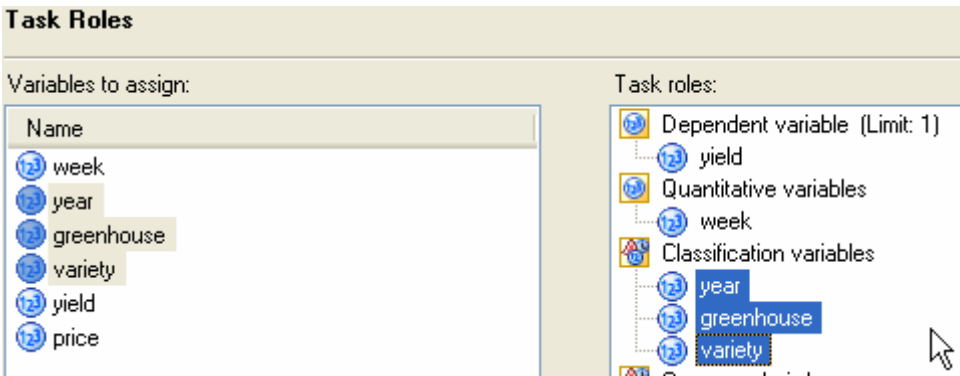 Task Roles
Variables to assign:
Name
week
year
greenhouse
variety
yield
price
Task roles:
Dependent variable (Limit: 1)
yield
Quantitative variables
week
Classification variables
year
greenhouse
variety